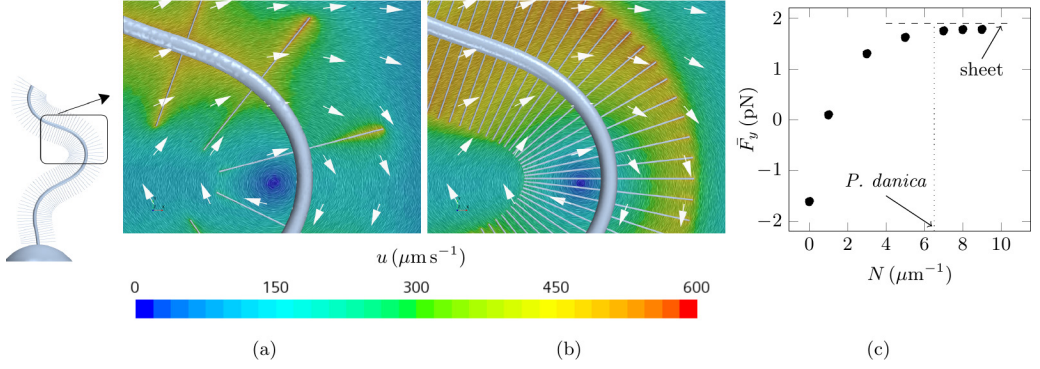 u (μm s⁻¹)
0 150 300 450 600
(a) (b) (c)
2
1
0
−1
−2
F̄y (pN)
sheet
P. danica
0 2 4 6 8 10
N (μm⁻¹)